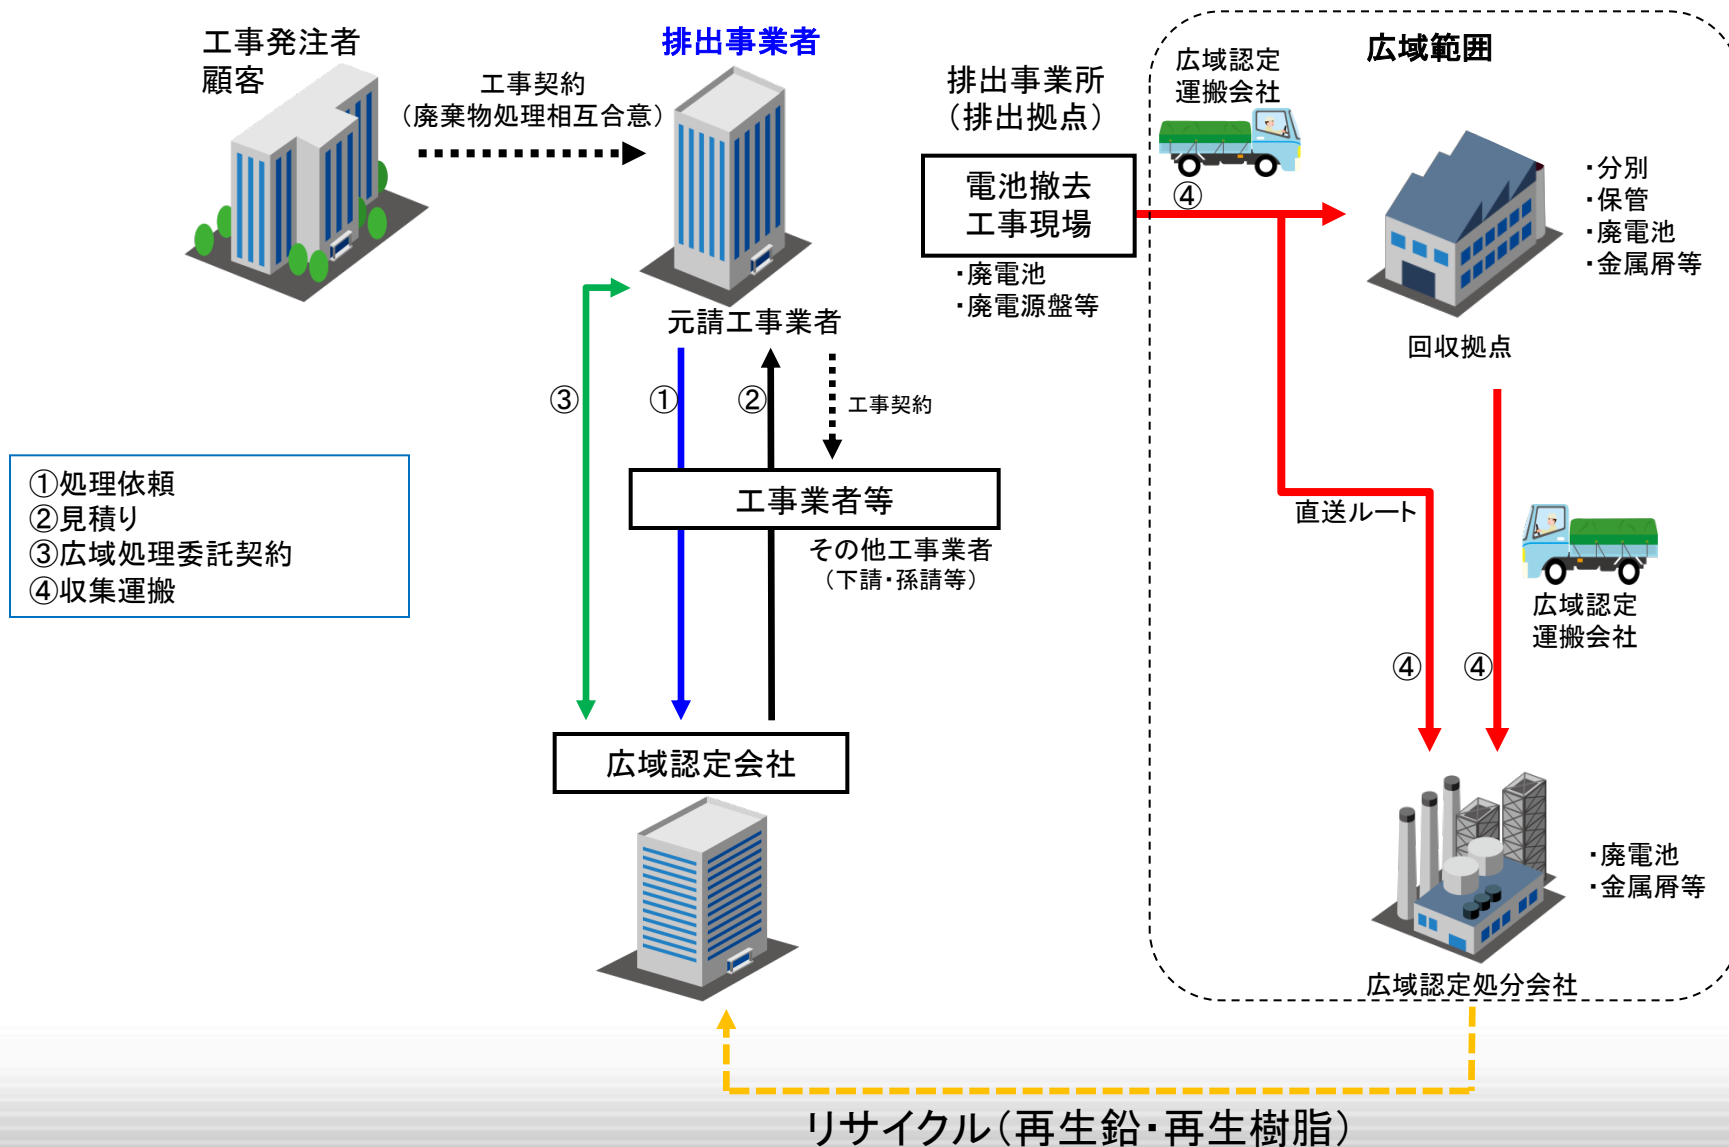 工事発注者
顧客
工事契約
（廃棄物処理相互合意）
排出事業者
元請工事業者
排出事業所
（排出拠点）
電池撤去
工事現場
・廃電池
・廃電源盤等
広域範囲
広域認定
運搬会社
④
・分別
・保管
・廃電池
・金属屑等
回収拠点
③
①
②
工事契約
①処理依頼
②見積り
③広域処理委託契約
④収集運搬
工事業者等
その他工事業者
（下請・孫請等）
直送ルート
広域認定
運搬会社
④
④
広域認定会社
・廃電池
・金属屑等
広域認定処分会社
リサイクル（再生鉛・再生樹脂）